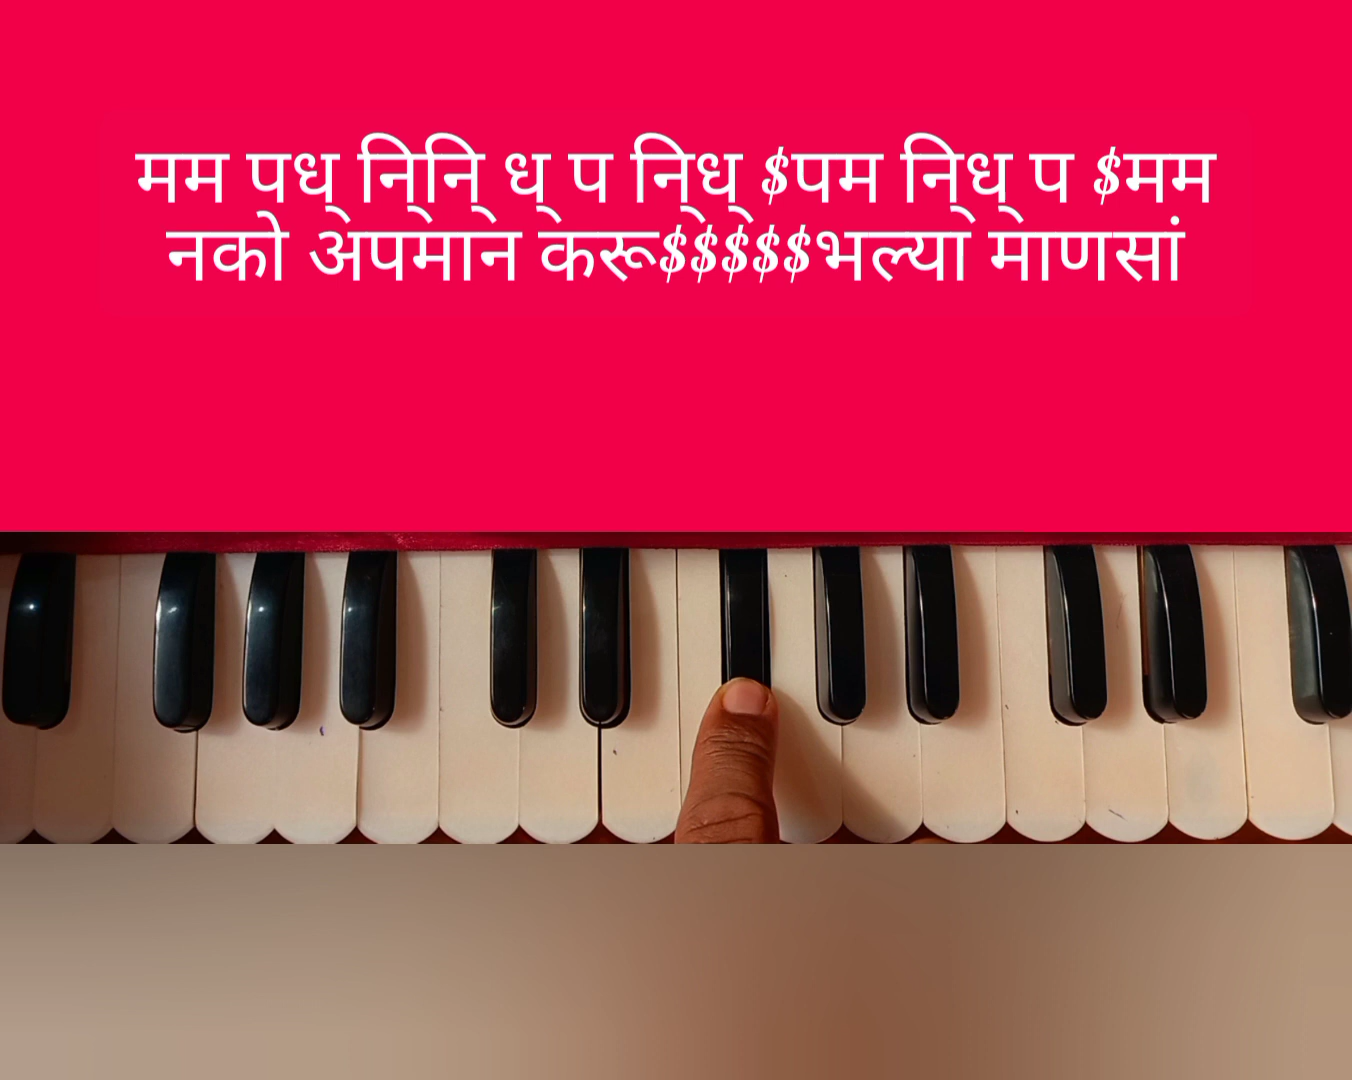 मम पध् नि्नि् ध् प नि्ध् $पम नि्ध् प $मम
नको अपमान करू$$$$$भल्या माणसां